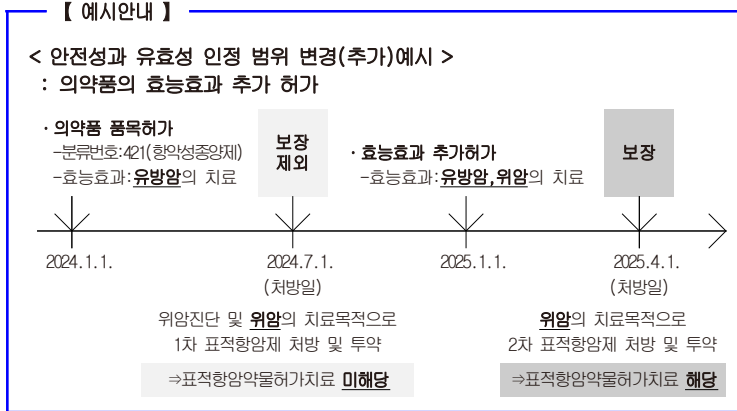 【 예시안내 】
< 안전성과 유효성 인정 범위 변경(추가)예시 >
: 의약품의 효능효과 추가 허가
· 의약품 품목허가
-분류번호:421(항악성종양제)
-효능효과:유방암의 치료
보장
제외
· 효능효과 추가허가
-효능효과:유방암,위암의 치료
보장
2024.1.1.
2024.7.1.
(처방일)
2025.1.1.
2025.4.1.
(처방일)
위암진단 및 위암의 치료목적으로
1차 표적항암제 처방 및 투약
⇒표적항암약물허가치료 미해당
위암의 치료목적으로
2차 표적항암제 처방 및 투약
⇒표적항암약물허가치료 해당